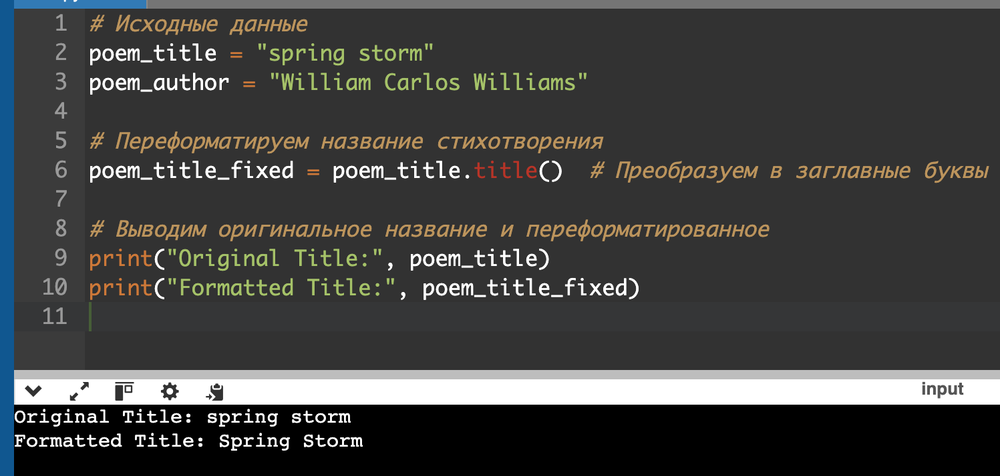 1 # Исходные данные
2 poem_title = "spring storm"
3 poem_author = "William Carlos Williams"
4
5 # Переформатируем название стихотворения
6 poem_title_fixed = poem_title.title()  # Преобразуем в заглавные буквы
7
8 # Выводим оригинальное название и переформатированное
9 print("Original Title:", poem_title)
10 print("Formatted Title:", poem_title_fixed)
11
input
Original Title: spring storm
Formatted Title: Spring Storm